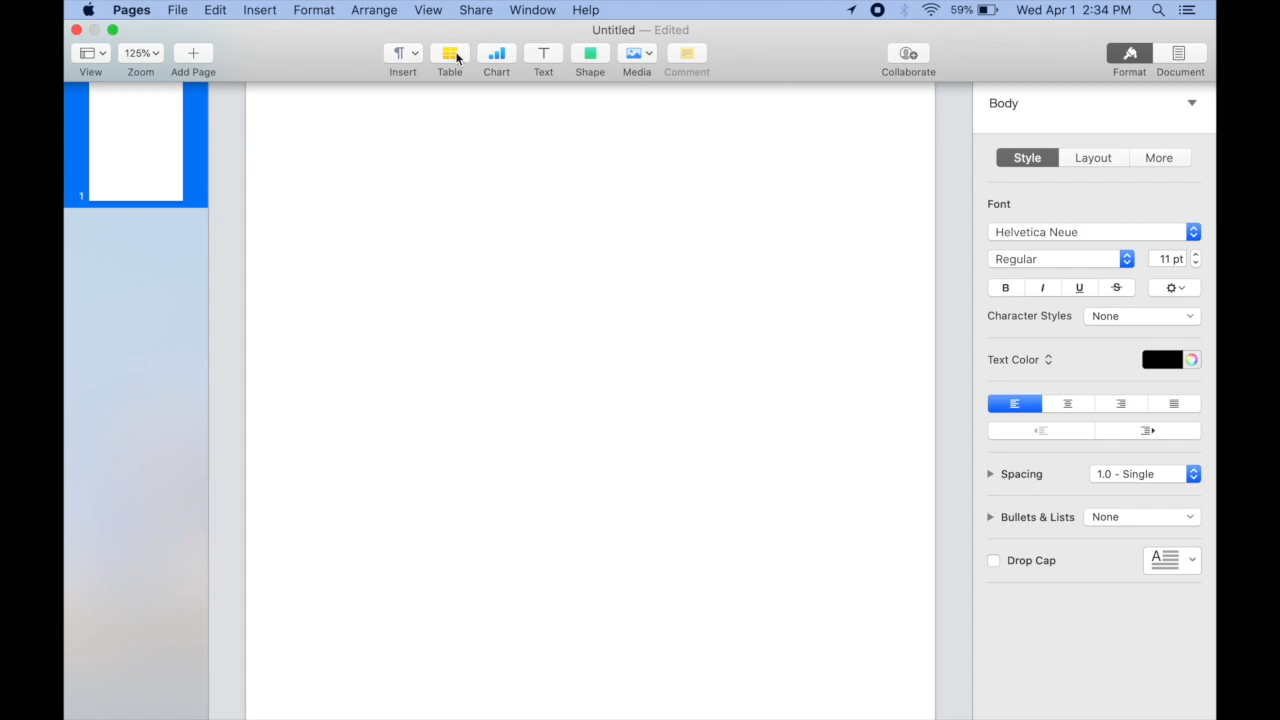 Pages File Edit Insert Format Arrange View Share Window Help 59% Wed Apr 1 2:34 PM
Untitled — Edited
125%
View Zoom Add Page Insert Table Chart Text Shape Media Comment Collaborate Format Document
Body
1
Style Layout More
Font
Helvetica Neue
Regular 11 pt
B I U S
Character Styles None
Text Color
Spacing 1.0 - Single
Bullets & Lists None
Drop Cap A